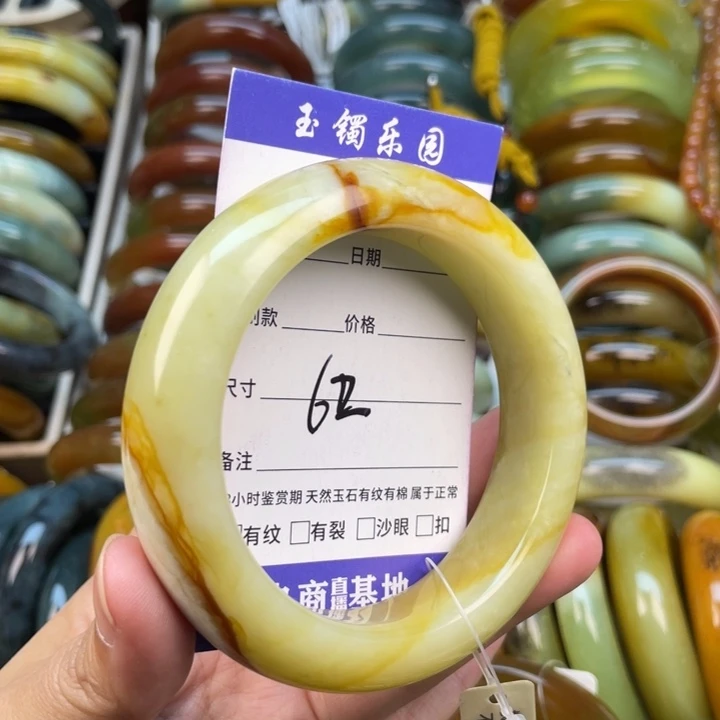 玉镯乐园
日期
款 价格
尺寸
62
备注
小时鉴赏期 天然玉石有纹有棉 属于正常
有纹 有裂 沙眼 扣
商直播基地